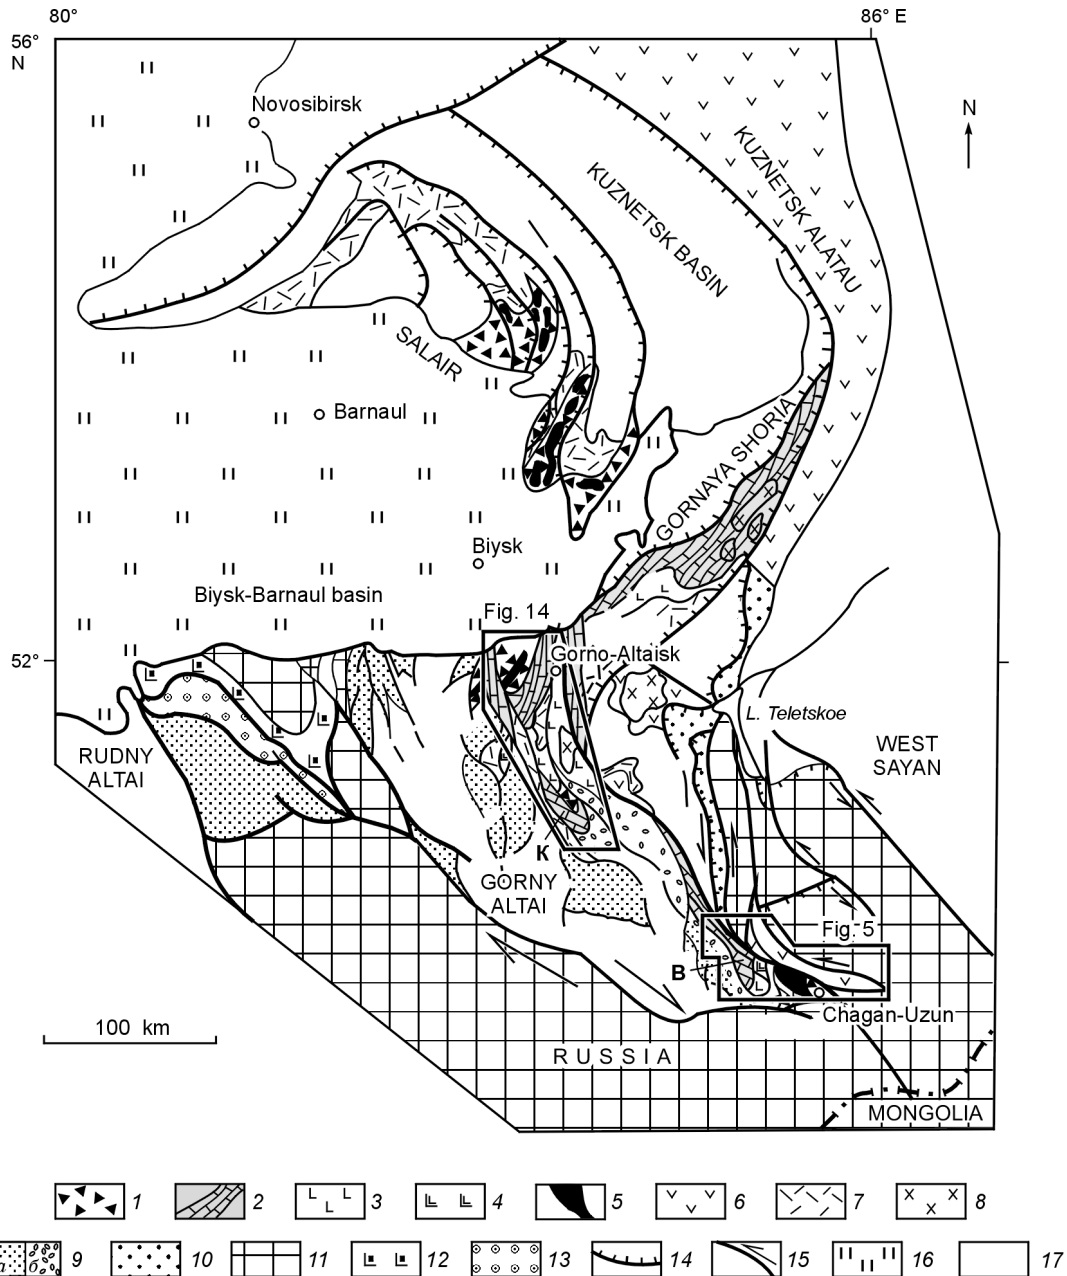 80°
86° E
56°
N
Novosibirsk
N
KUZNETSK ALATAU
KUZNETSK BASIN
SALAIR
Barnaul
GORNAYA SHORIA
Biysk
Biysk-Barnaul basin
Fig. 14
52°
Gorno-Altaisk
L. Teletskoe
RUDNY
ALTAI
WEST
SAYAN
K
GORNY
ALTAI
Fig. 5
B
Chagan-Uzun
100 km
RUSSIA
MONGOLIA
1 2 3 4 5 6 7 8
б 9 10 11 12 13 14 15 16 17